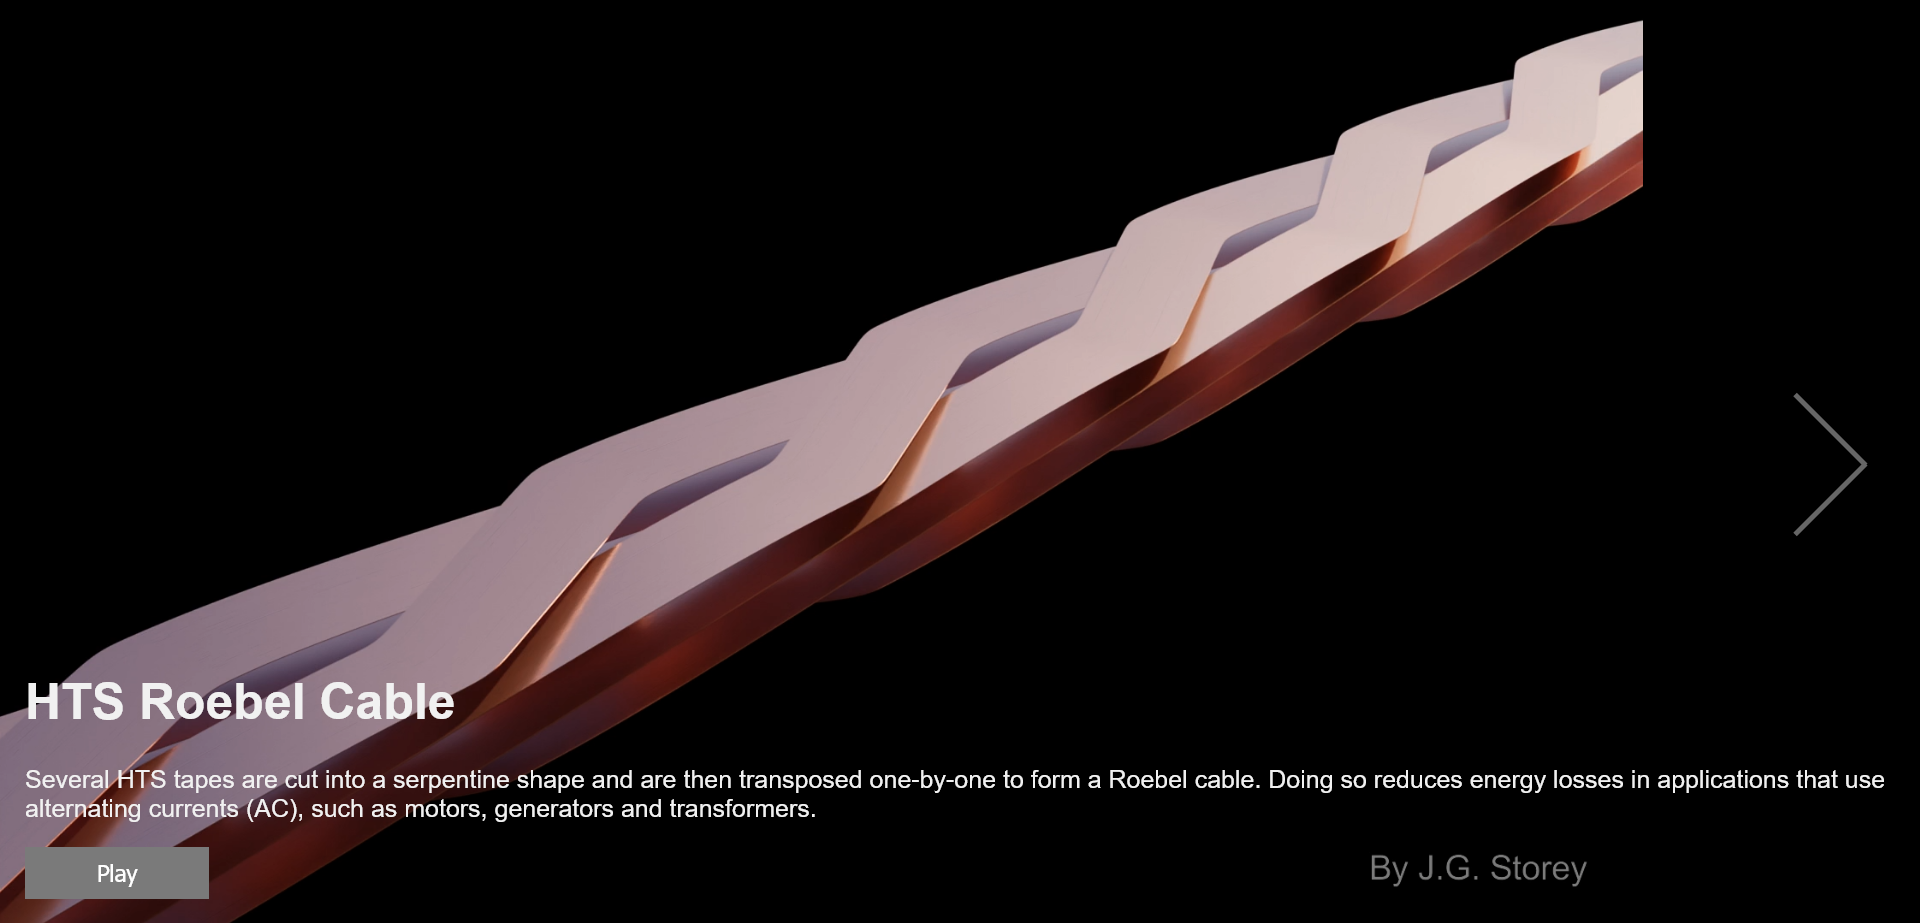 HTS Roebel Cable
Several HTS tapes are cut into a serpentine shape and are then transposed one-by-one to form a Roebel cable. Doing so reduces energy losses in applications that use
alternating currents (AC), such as motors, generators and transformers.
Play
By J.G. Storey